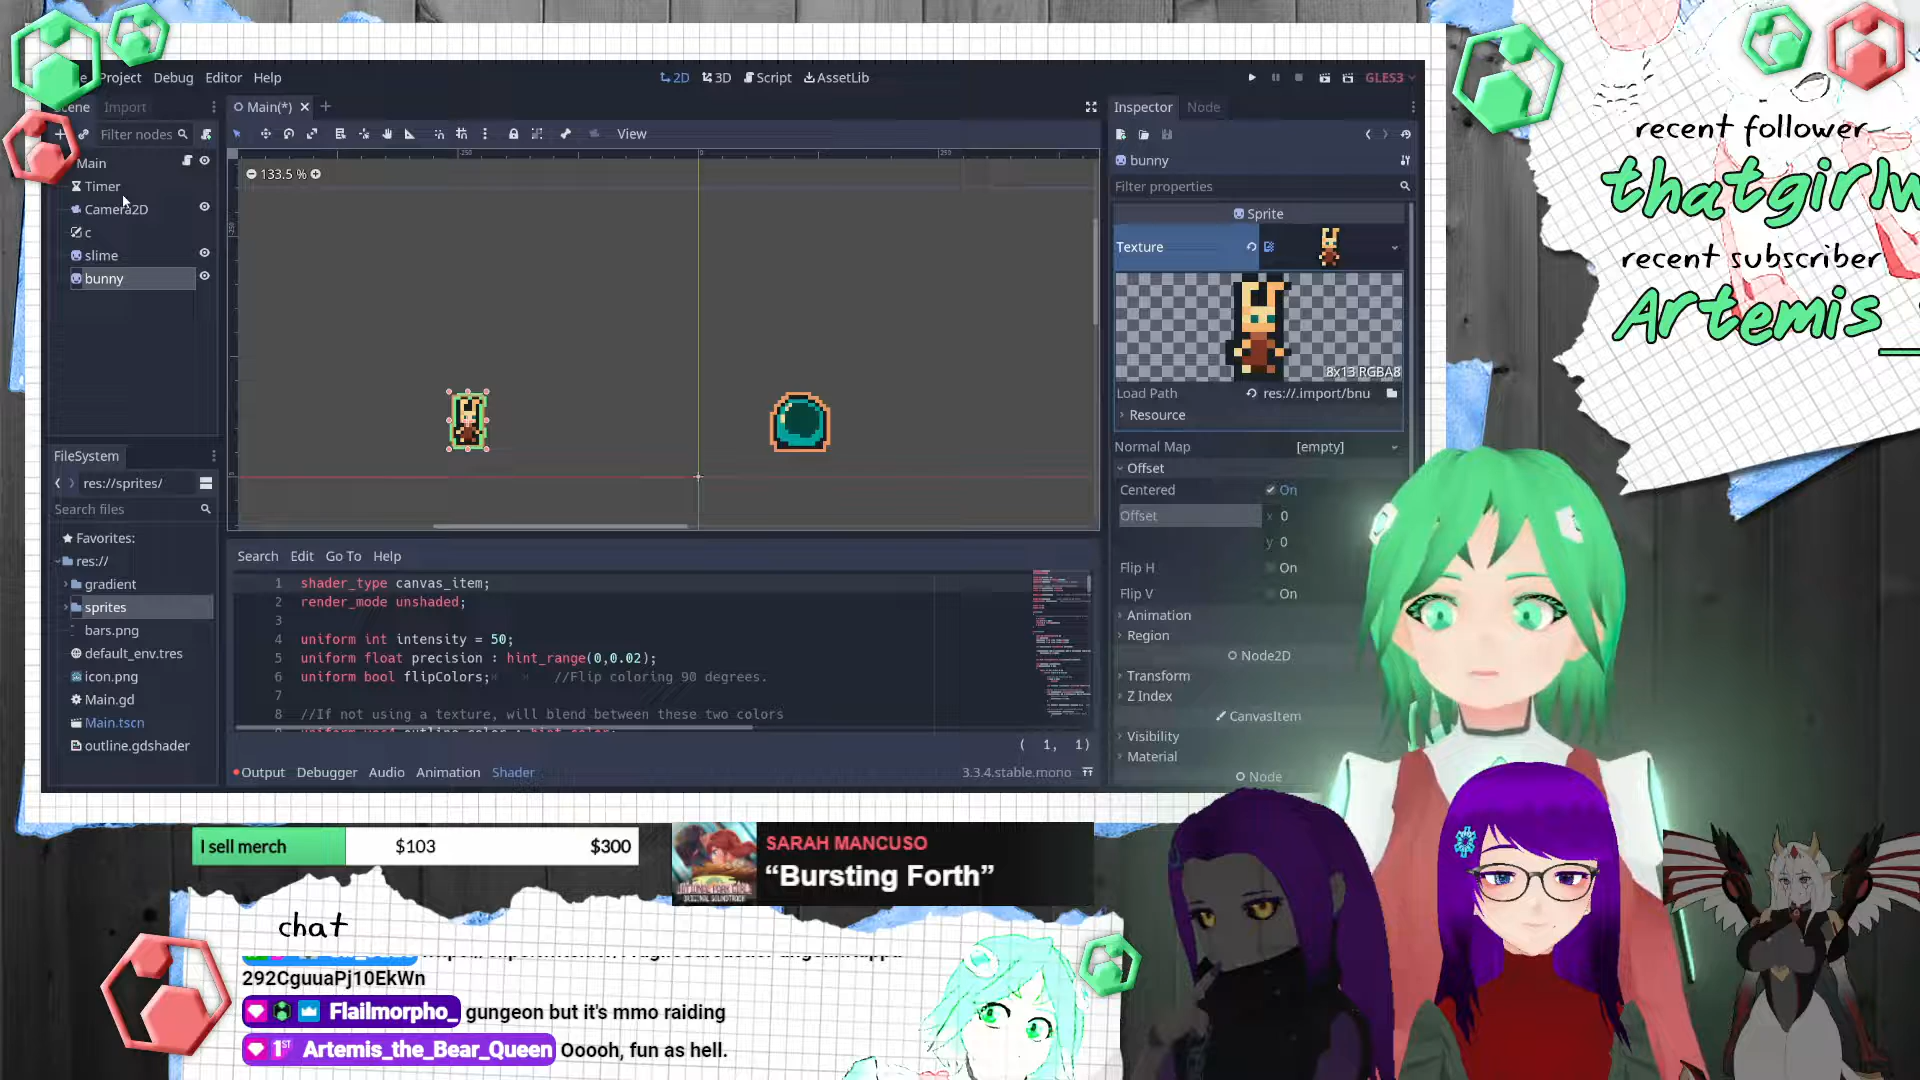 Project Debug Editor Help
2D 3D Script AssetLib
GLES3
Scene Import
Main(*)
Inspector Node
Filter nodes
View
Main
Timer
Camera2D
c
slime
bunny
133.5 %
bunny
Filter properties
Sprite
Texture
8x13 RGBA8
Load Path res://.import/bnu
Resource
Normal Map [empty]
Offset
Centered On
Offset x 0
y 0
Flip H On
Flip V On
Animation
Region
Node2D
Transform
Z Index
CanvasItem
Visibility
Material
Node
FileSystem
res://sprites/
Search files
Favorites:
res://
gradient
sprites
bars.png
default_env.tres
icon.png
Main.gd
Main.tscn
outline.gdshader
Search Edit Go To Help
1 shader_type canvas_item;
2 render_mode unshaded;
3
4 uniform int intensity = 50;
5 uniform float precision : hint_range(0,0.02);
6 uniform bool flipColors; //Flip coloring 90 degrees.
7
8 //If not using a texture, will blend between these two colors
( 1, 1)
Output Debugger Audio Animation Shader
3.3.4.stable.mono
recent follower
thatgirlw
recent subscriber
Artemis_
I sell merch $103 $300
SARAH MANCUSO
“Bursting Forth”
chat
292CguuaPj10EkWn
Flailmorpho_ gungeon but it's mmo raiding
1ST Artemis_the_Bear_Queen Ooooh, fun as hell.